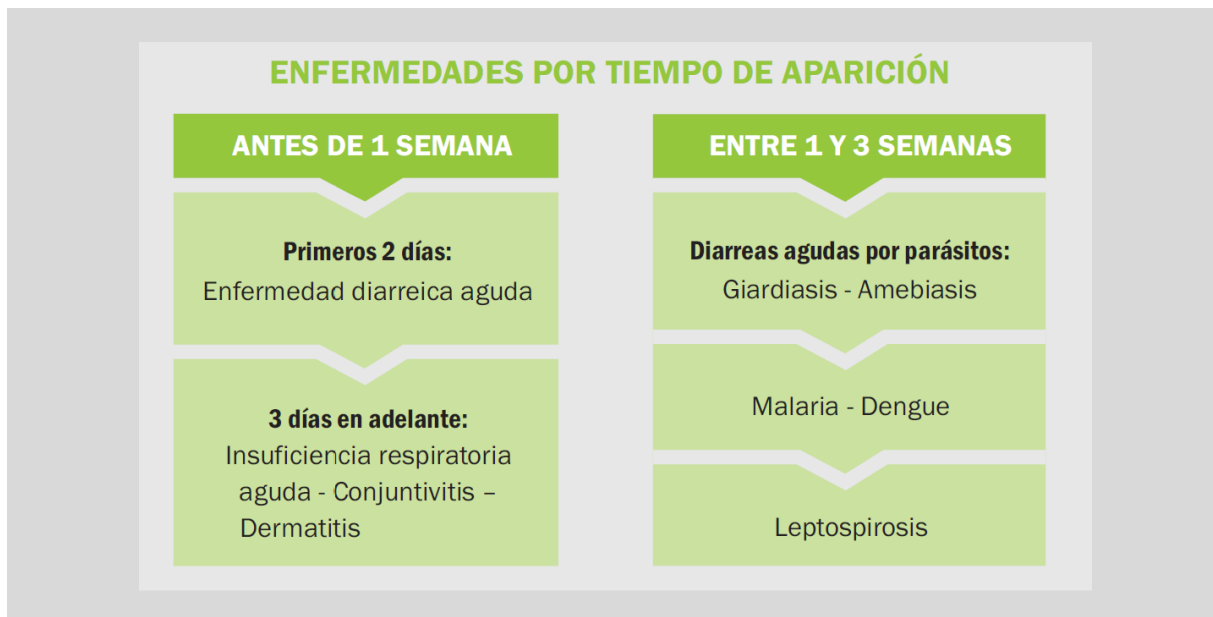 ENFERMEDADES POR TIEMPO DE APARICIÓN
ANTES DE 1 SEMANA
Primeros 2 días:
Enfermedad diarreica aguda
3 días en adelante:
Insuficiencia respiratoria
aguda - Conjuntivitis –
Dermatitis
ENTRE 1 Y 3 SEMANAS
Diarreas agudas por parásitos:
Giardiasis - Amebiasis
Malaria - Dengue
Leptospirosis